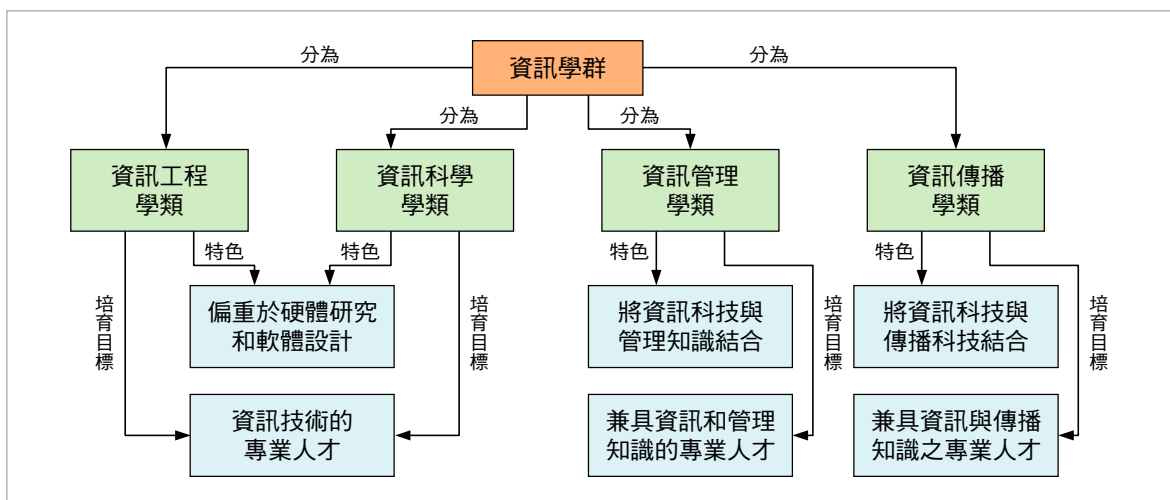 分為
資訊學群
分為
分為
分為
資訊工程
學類
資訊科學
學類
資訊管理
學類
資訊傳播
學類
特色
特色
特色
特色
培育目標
偏重於硬體研究
和軟體設計
培育目標
將資訊科技與
管理知識結合
培育目標
將資訊科技與
傳播科技結合
培育目標
資訊技術的
專業人才
兼具資訊和管理
知識的專業人才
兼具資訊與傳播
知識之專業人才